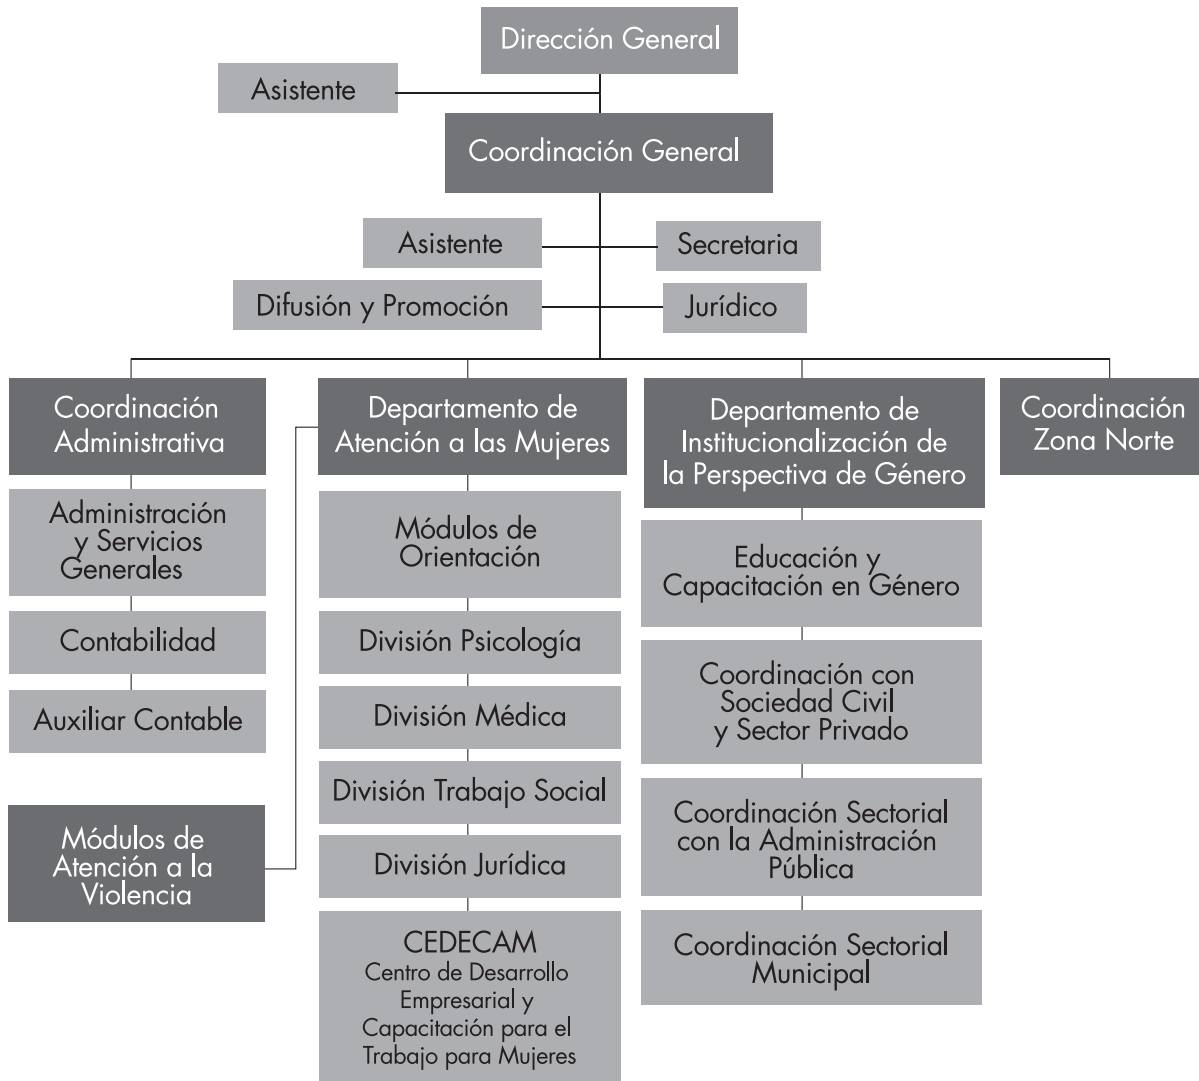 Dirección General
Asistente
Coordinación General
Asistente
Secretaria
Difusión y Promoción
Jurídico
Coordinación
Administrativa
Administración
y Servicios
Generales
Contabilidad
Auxiliar Contable
Módulos de
Atención a la
Violencia
Departamento de
Atención a las Mujeres
Módulos de
Orientación
División Psicología
División Médica
División Trabajo Social
División Jurídica
CEDECAM
Centro de Desarrollo
Empresarial y
Capacitación para el
Trabajo para Mujeres
Departamento de
Institucionalización de
la Perspectiva de Género
Educación y
Capacitación en Género
Coordinación con
Sociedad Civil
y Sector Privado
Coordinación Sectorial
con la Administración
Pública
Coordinación Sectorial
Municipal
Coordinación
Zona Norte